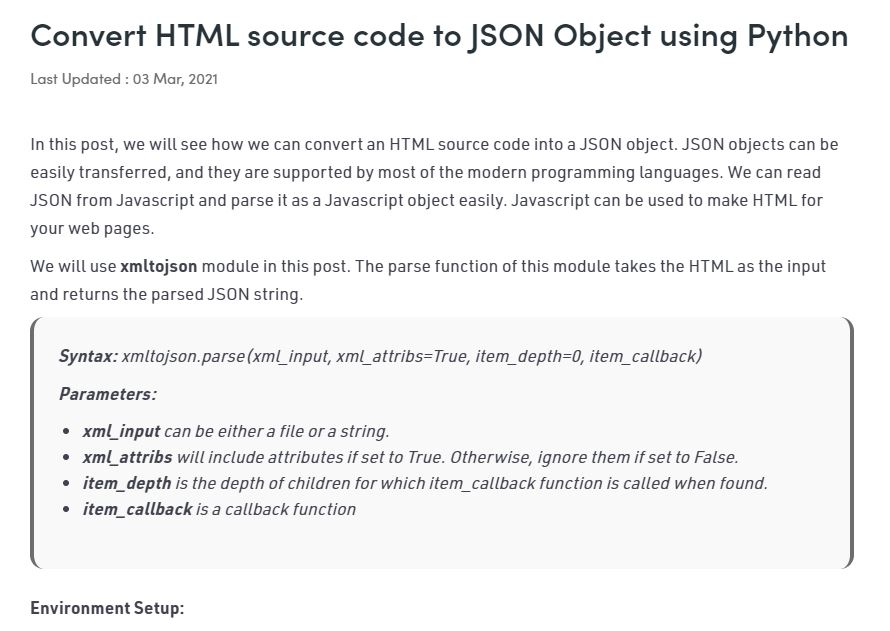 Convert HTML source code to JSON Object using Python
Last Updated : 03 Mar, 2021
In this post, we will see how we can convert an HTML source code into a JSON object. JSON objects can be
easily transferred, and they are supported by most of the modern programming languages. We can read
JSON from Javascript and parse it as a Javascript object easily. Javascript can be used to make HTML for
your web pages.
We will use xmltojson module in this post. The parse function of this module takes the HTML as the input
and returns the parsed JSON string.
Syntax: xmltojson.parse(xml_input, xml_attribs=True, item_depth=0, item_callback)
Parameters:
• xml_input can be either a file or a string.
• xml_attribs will include attributes if set to True. Otherwise, ignore them if set to False.
• item_depth is the depth of children for which item_callback function is called when found.
• item_callback is a callback function
Environment Setup: